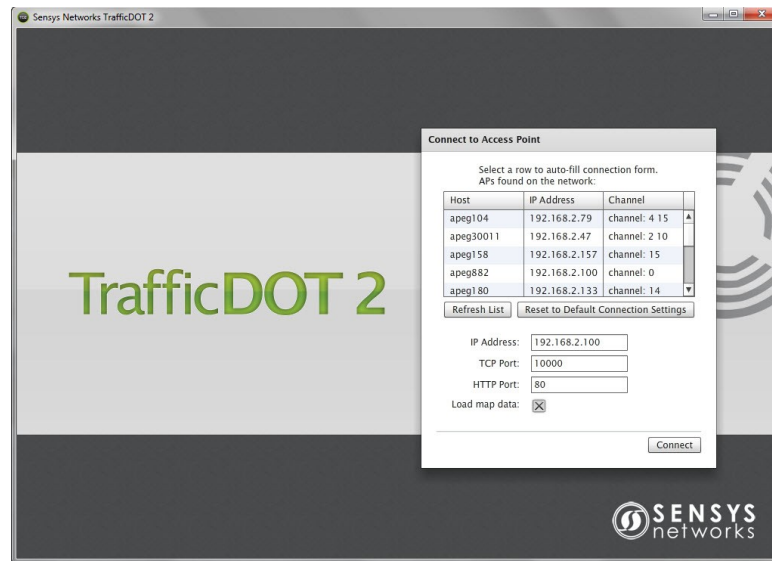 Sensys Networks TrafficDOT 2
TrafficDOT 2
Connect to Access Point
Select a row to auto-fill connection form.
APs found on the network:
Host IP Address Channel
apeg104 192.168.2.79 channel: 4 15
apeg30011 192.168.2.47 channel: 2 10
apeg158 192.168.2.157 channel: 15
apeg882 192.168.2.100 channel: 0
apeg180 192.168.2.133 channel: 14
Refresh List Reset to Default Connection Settings
IP Address: 192.168.2.100
TCP Port: 10000
HTTP Port: 80
Load map data:
Connect
SENSYS
networks